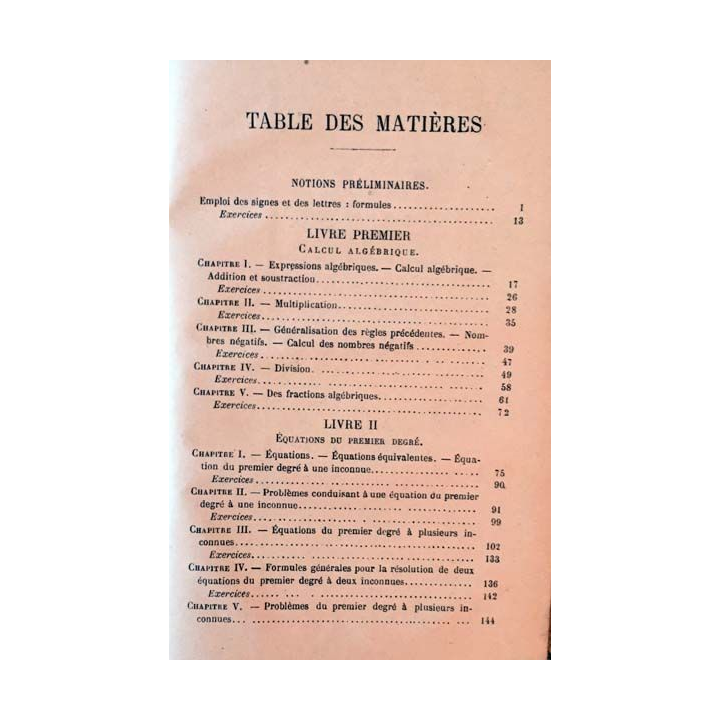 TABLE DES MATIÈRES
NOTIONS PRÉLIMINAIRES.
Emploi des signes et des lettres : formules 1
Exercices 13
LIVRE PREMIER
CALCUL ALGÉBRIQUE.
CHAPITRE I. — Expressions algébriques. — Calcul algébrique. —
Addition et soustraction 17
Exercices 26
CHAPITRE II. — Multiplication 28
Exercices 35
CHAPITRE III. — Généralisation des règles précédentes. — Nom-
bres négatifs. — Calcul des nombres négatifs 39
Exercices 47
CHAPITRE IV. — Division 49
Exercices 58
CHAPITRE V. — Des fractions algébriques 61
Exercices 72
LIVRE II
ÉQUATIONS DU PREMIER DEGRÉ.
CHAPITRE I. — Équations. — Équations équivalentes. — Équa-
tion du premier degré à une inconnue 75
Exercices 90
CHAPITRE II. — Problèmes conduisant à une équation du premier
degré à une inconnue 91
Exercices 99
CHAPITRE III. — Équations du premier degré à plusieurs in-
connues 102
Exercices 133
CHAPITRE IV. — Formules générales pour la résolution de deux
équations du premier degré à deux inconnues 136
Exercices 142
CHAPITRE V. — Problèmes du premier degré à plusieurs in-
connues 144